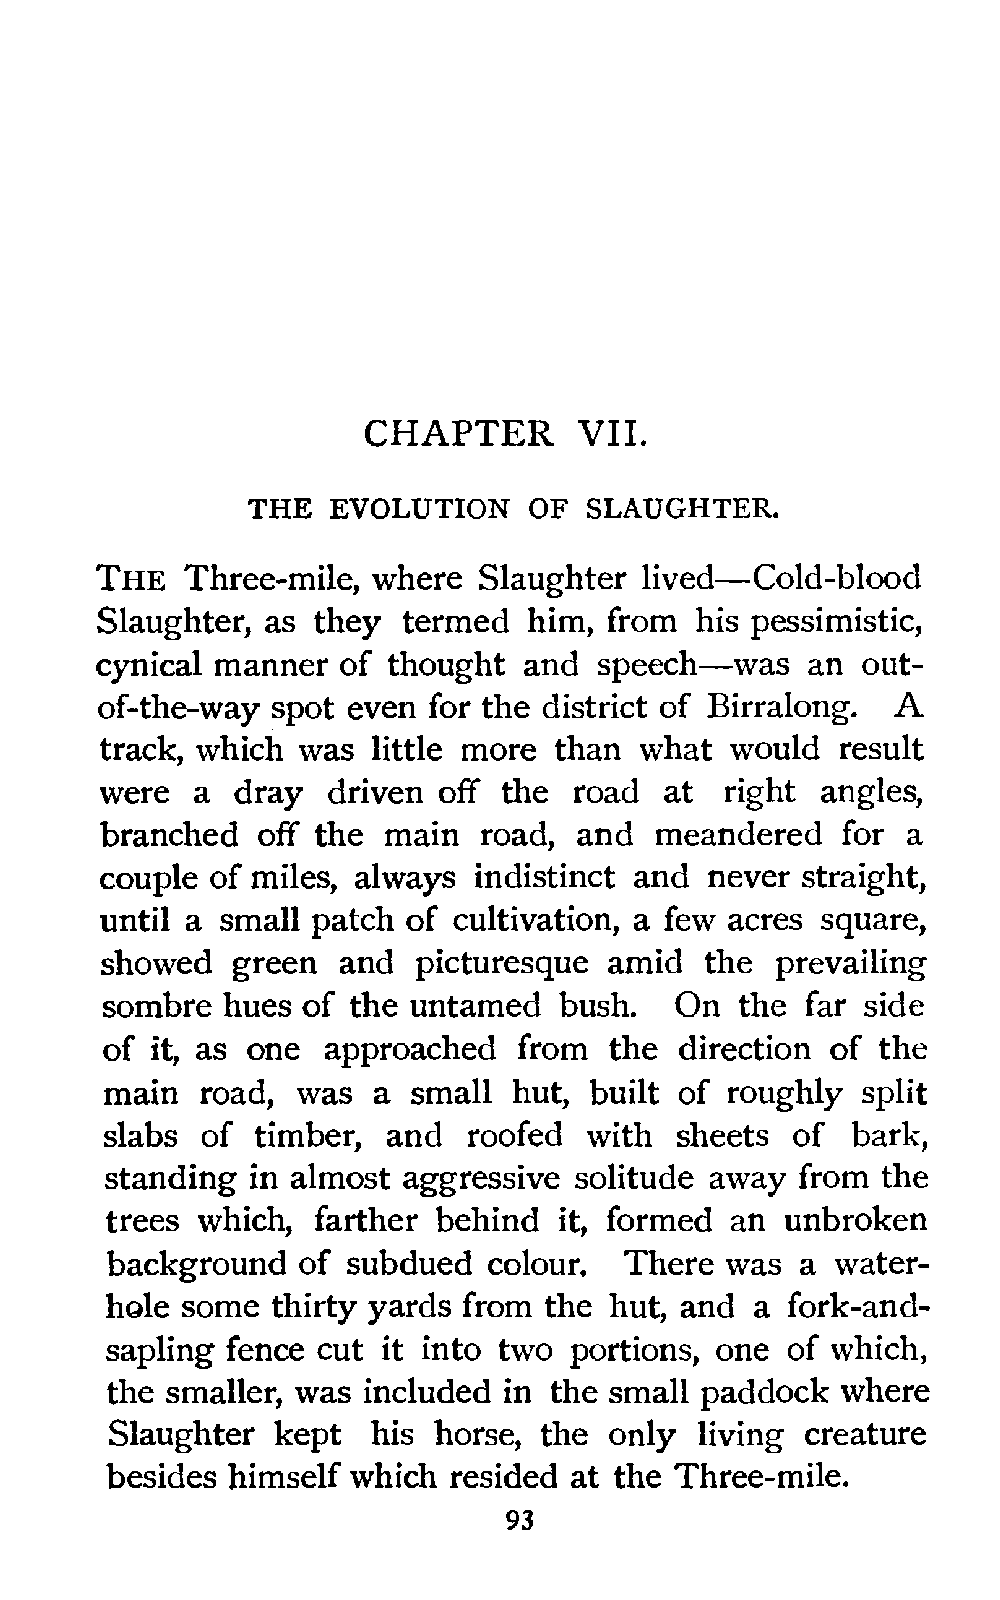 CHAPTER VII.
THE EVOLUTION OF SLAUGHTER.
THE Three-mile, where Slaughter lived—Cold-blood
Slaughter, as they termed him, from his pessimistic,
cynical manner of thought and speech—was an out-
of-the-way spot even for the district of Birralong. A
track, which was little more than what would result
were a dray driven off the road at right angles,
branched off the main road, and meandered for a
couple of miles, always indistinct and never straight,
until a small patch of cultivation, a few acres square,
showed green and picturesque amid the prevailing
sombre hues of the untamed bush. On the far side
of it, as one approached from the direction of the
main road, was a small hut, built of roughly split
slabs of timber, and roofed with sheets of bark,
standing in almost aggressive solitude away from the
trees which, farther behind it, formed an unbroken
background of subdued colour. There was a water-
hole some thirty yards from the hut, and a fork-and-
sapling fence cut it into two portions, one of which,
the smaller, was included in the small paddock where
Slaughter kept his horse, the only living creature
besides himself which resided at the Three-mile.
93